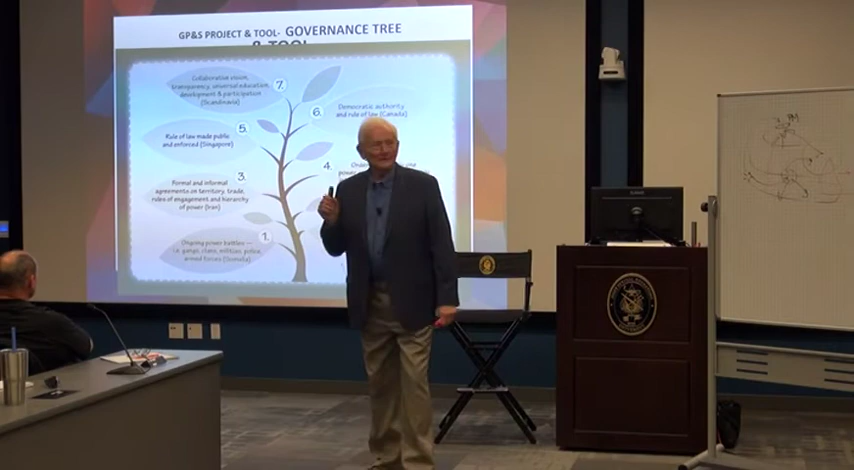 GP&S PROJECT & TOOL- GOVERNANCE TREE
& TOOL
Collaborative vision,
transparency, universal education,
development & participation
(Scandinavia)
7.
6.
Democratic authority
and rule of law (Canada)
Rule of law made public
and enforced (Singapore)
5.
4.
one
power
Formal and informal
agreements on territory, trade,
rules of engagement and hierarchy
of power (Iran)
3.
Ongoing power battles —
i.e. gangs, clans, militias, police,
armed forces (Somalia)
1.